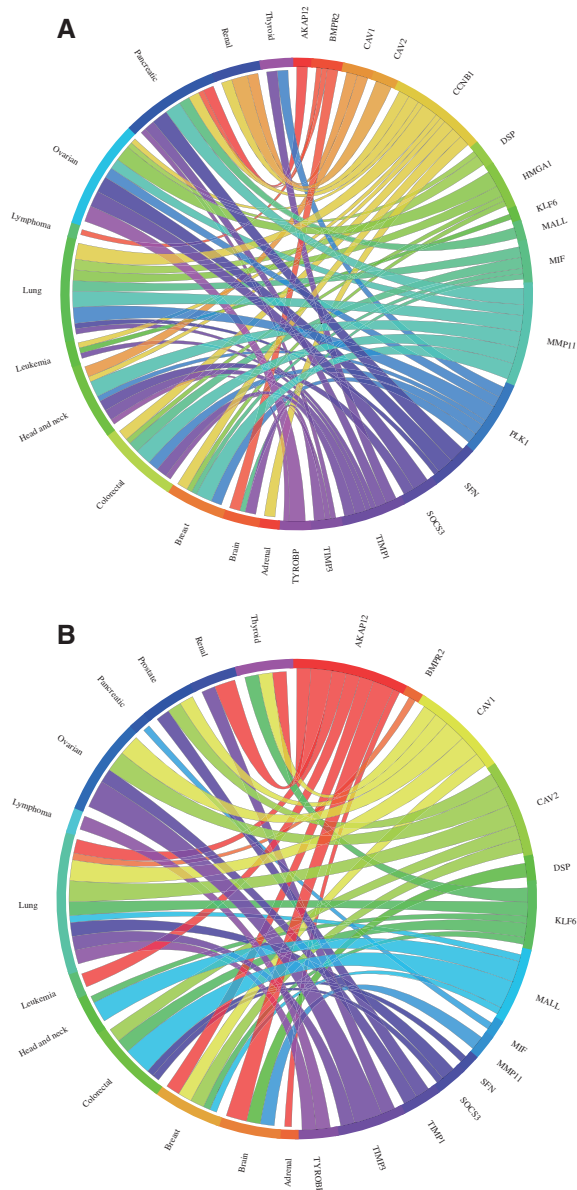 A
Pancreatic
Renal
Thyroid
AKAP12
BMPR2
CAV1
CAV2
CCNB1
DSP
HMGA1
KLF6
MALL
MIF
MMP11
PLK1
SFN
SOCS3
TIMP1
TIMP3
TYROBP
Adrenal
Brain
Breast
Colorectal
Head and neck
Leukemia
Lung
Lymphoma
Ovarian
B
Pancreatic
Prostate
Renal
Thyroid
AKAP12
BMPR2
CAV1
CAV2
DSP
KLF6
MALL
MIF
MMP11
SFN
SOCS3
TIMP1
TIMP3
TYROBP
Adrenal
Brain
Breast
Colorectal
Head and neck
Leukemia
Lung
Lymphoma
Ovarian